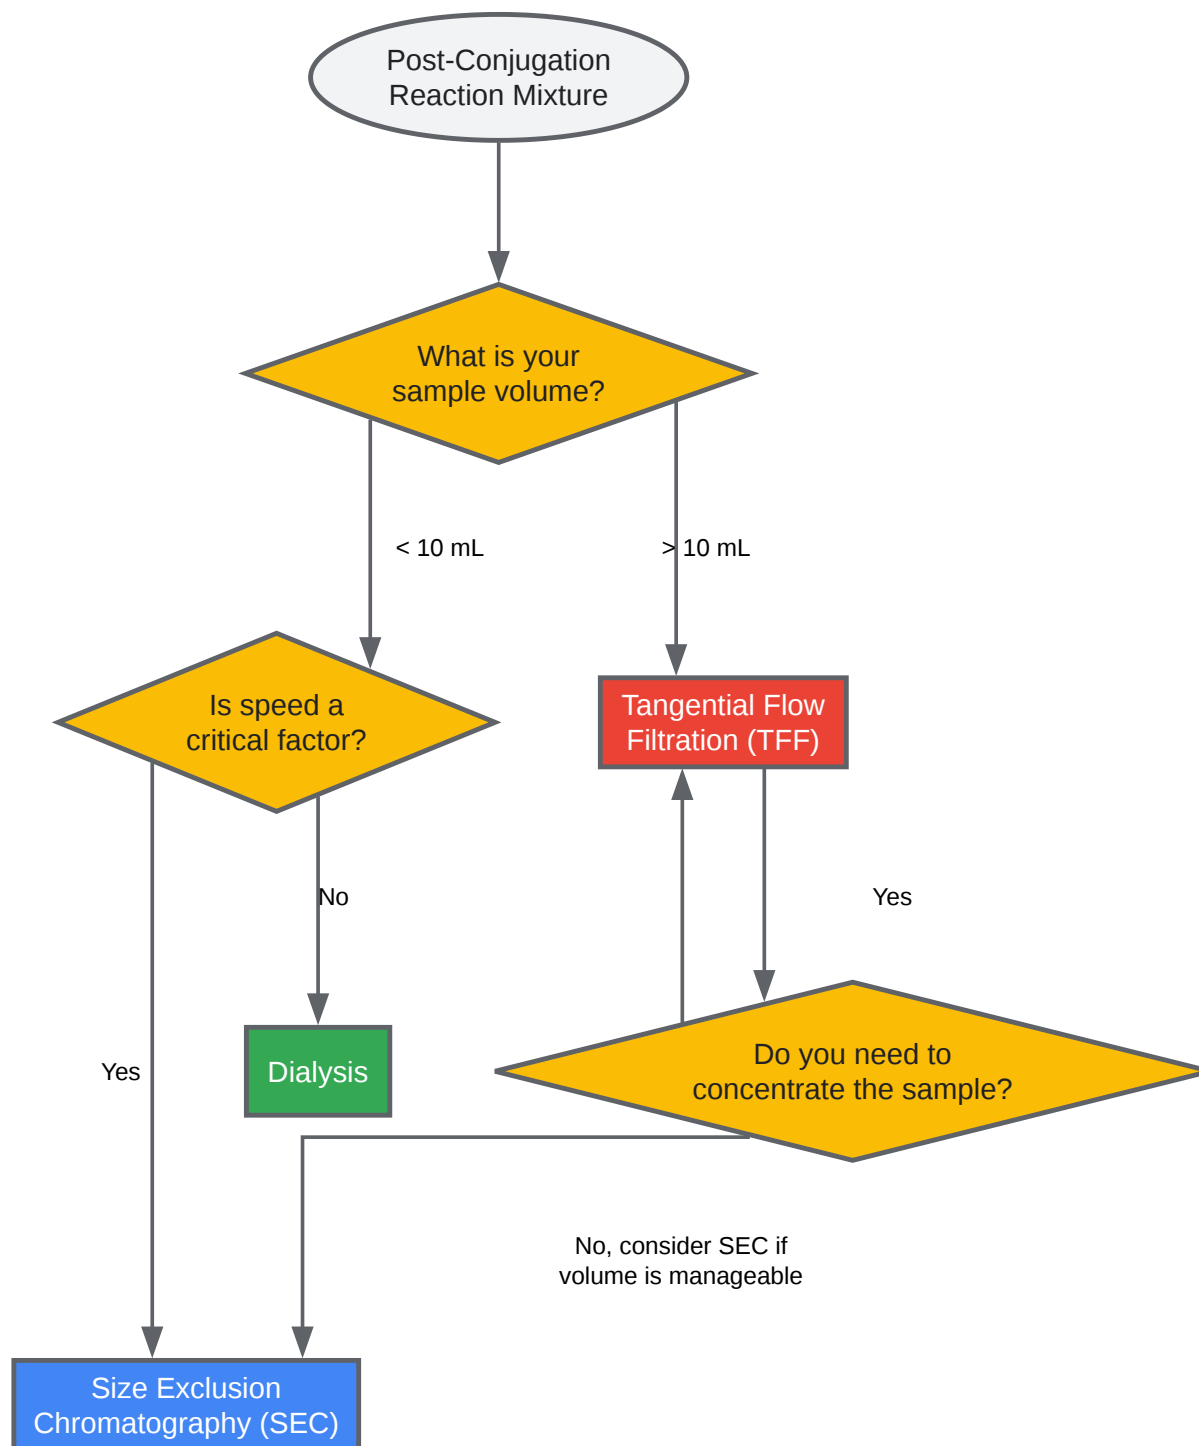 Post-Conjugation
Reaction Mixture
What is your
sample volume?
< 10 mL
> 10 mL
Is speed a
critical factor?
Tangential Flow
Filtration (TFF)
No
Yes
Yes
Dialysis
Do you need to
concentrate the sample?
No, consider SEC if
volume is manageable
Size Exclusion
Chromatography (SEC)